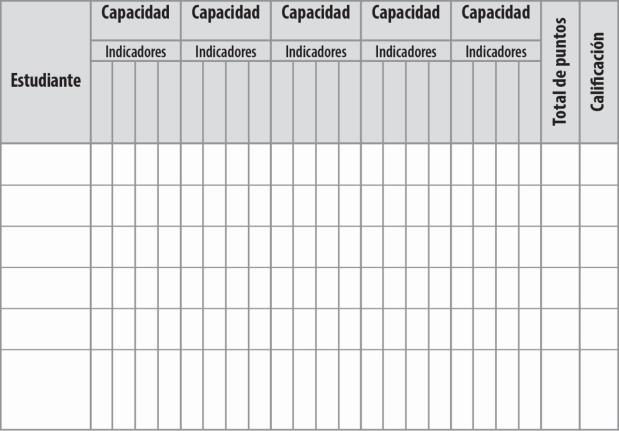 Capacidad Capacidad Capacidad Capacidad Capacidad
Indicadores Indicadores Indicadores Indicadores Indicadores
Estudiante
Total de puntos
Calificación